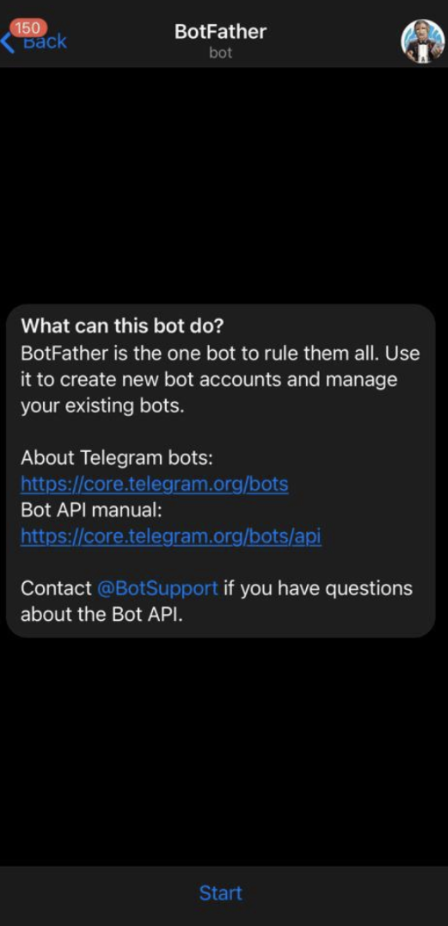 150
Back
BotFather
bot
What can this bot do?
BotFather is the one bot to rule them all. Use
it to create new bot accounts and manage
your existing bots.
About Telegram bots:
https://core.telegram.org/bots
Bot API manual:
https://core.telegram.org/bots/api
Contact @BotSupport if you have questions
about the Bot API.
Start